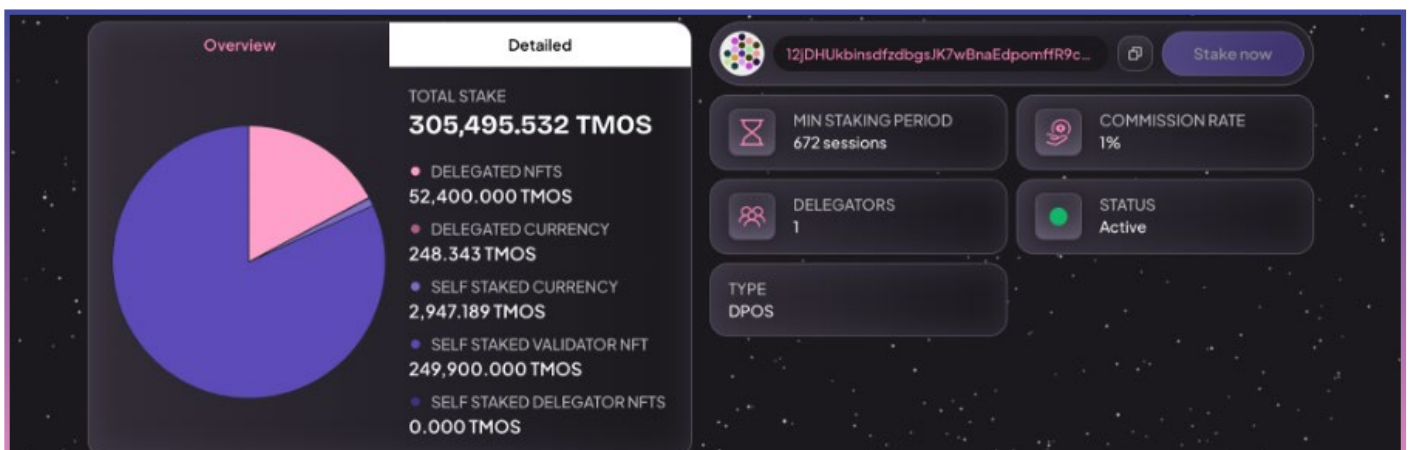 Overview
Detailed
TOTAL STAKE
305,495.532 TMOS
DELEGATED NFTS
52,400.000 TMOS
DELEGATED CURRENCY
248.343 TMOS
SELF STAKED CURRENCY
2,947.189 TMOS
SELF STAKED VALIDATOR NFT
249,900.000 TMOS
SELF STAKED DELEGATOR NFTS
0.000 TMOS
12jDHUkbinsdfzdbgsJK7wBnaEdpomffR9c...
Stake now
MIN STAKING PERIOD
672 sessions
COMMISSION RATE
1%
DELEGATORS
1
STATUS
Active
TYPE
DPOS